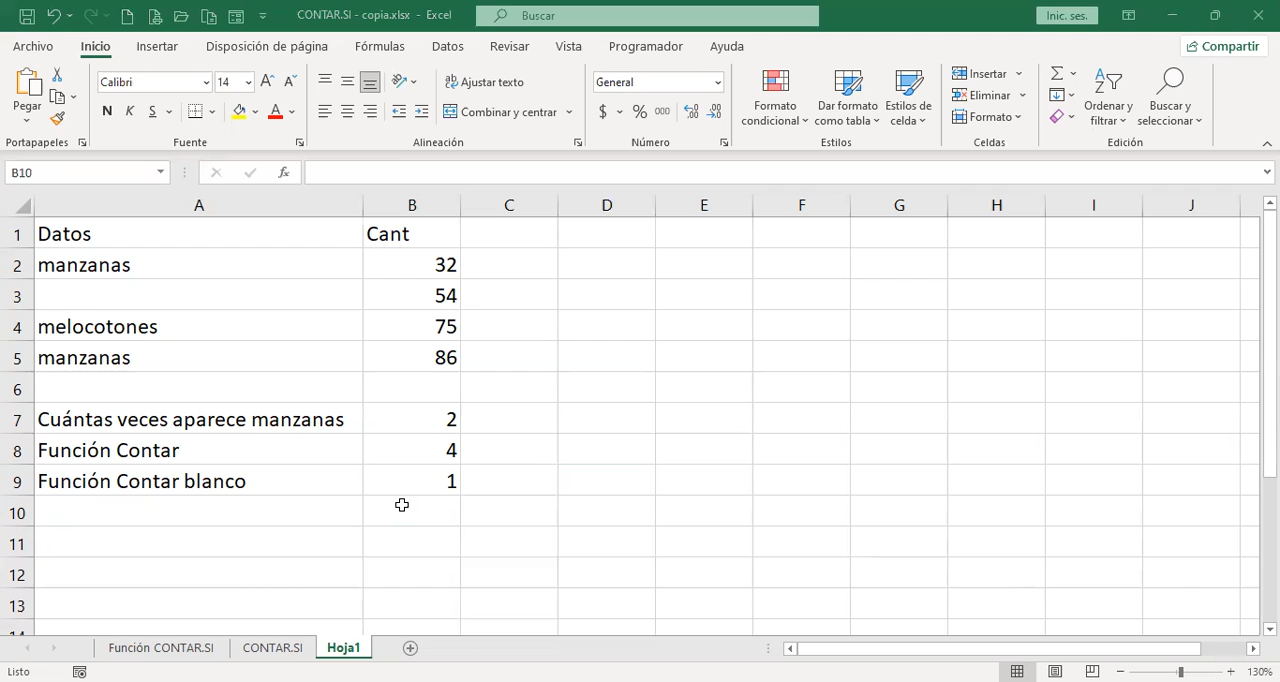 CONTAR.SI - copia.xlsx - Excel
Buscar
Inic. ses.
Archivo Inicio Insertar Disposición de página Fórmulas Datos Revisar Vista Programador Ayuda
Compartir
Pegar
Calibri 14
N K S
Ajustar texto
Combinar y centrar
General
$ % 000
Formato condicional
Dar formato como tabla
Estilos de celda
Insertar
Eliminar
Formato
Ordenar y filtrar
Buscar y seleccionar
Portapapeles Fuente Alineación Número Estilos Celdas Edición
B10 fx
A B C D E F G H I J
1 Datos Cant
2 manzanas 32
3 54
4 melocotones 75
5 manzanas 86
6
7 Cuántas veces aparece manzanas 2
8 Función Contar 4
9 Función Contar blanco 1
10
11
12
13
Función CONTAR.SI CONTAR.SI Hoja1
Listo 130%